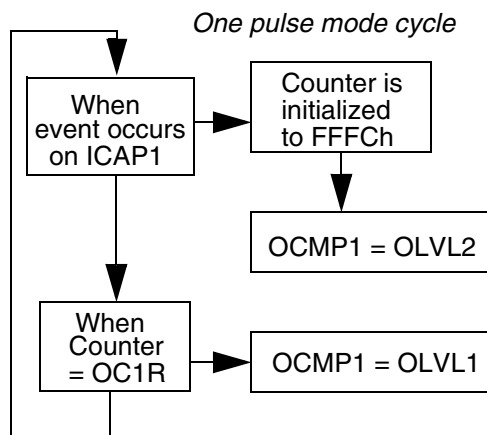 One pulse mode cycle
When
event occurs
on ICAP1
Counter is
initialized
to FFFCh
OCMP1 = OLVL2
When
Counter
= OC1R
OCMP1 = OLVL1